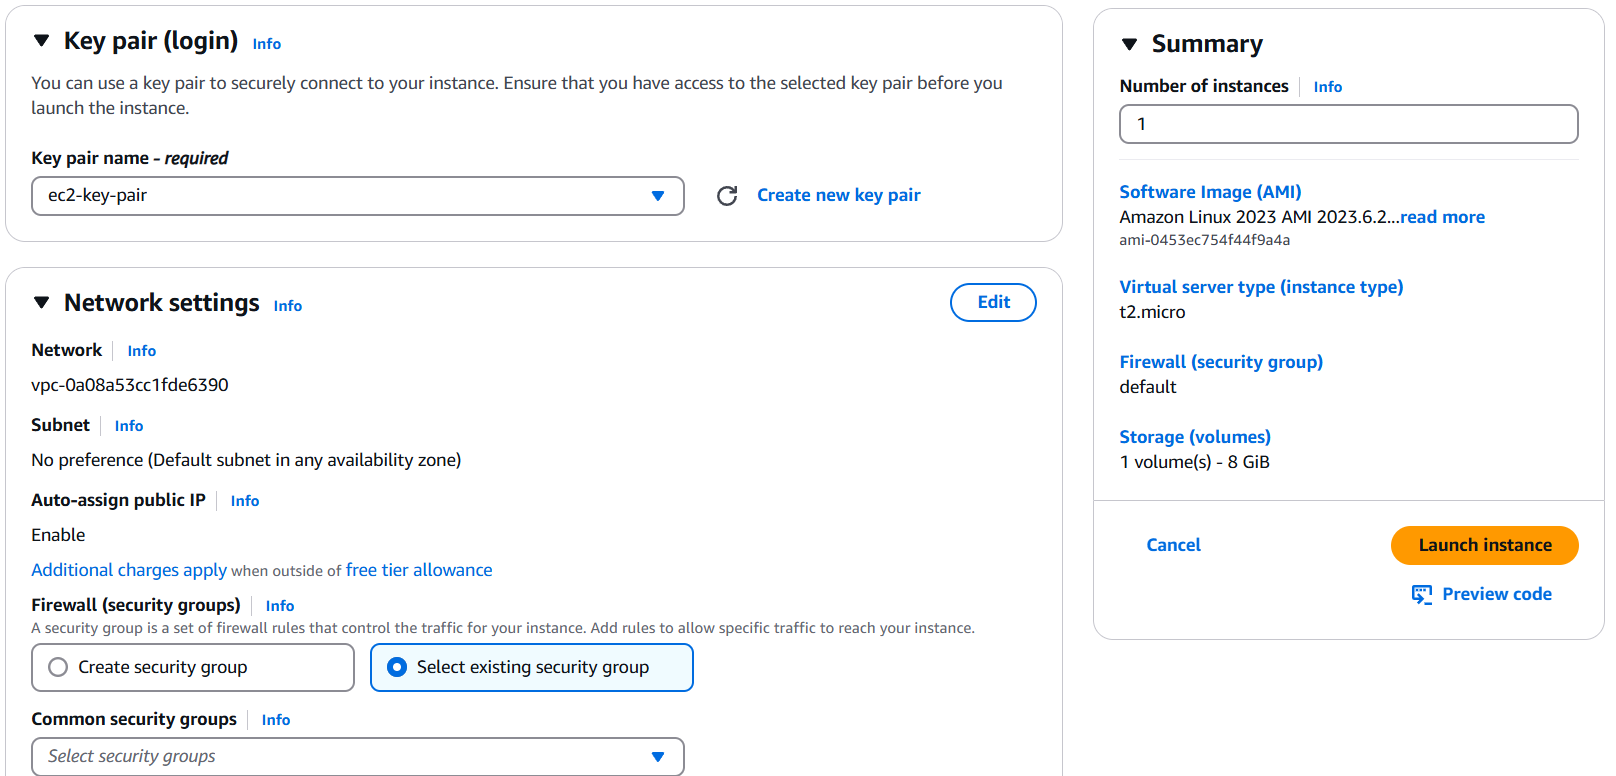 Key pair (login) Info
You can use a key pair to securely connect to your instance. Ensure that you have access to the selected key pair before you
launch the instance.
Key pair name - required
ec2-key-pair
Create new key pair
Network settings Info
Edit
Network Info
vpc-0a08a53cc1fde6390
Subnet Info
No preference (Default subnet in any availability zone)
Auto-assign public IP Info
Enable
Additional charges apply when outside of free tier allowance
Firewall (security groups) Info
A security group is a set of firewall rules that control the traffic for your instance. Add rules to allow specific traffic to reach your instance.
Create security group
Select existing security group
Common security groups Info
Select security groups
Summary
Number of instances Info
1
Software Image (AMI)
Amazon Linux 2023 AMI 2023.6.2...read more
ami-0453ec754f44f9a4a
Virtual server type (instance type)
t2.micro
Firewall (security group)
default
Storage (volumes)
1 volume(s) - 8 GiB
Cancel
Launch instance
Preview code